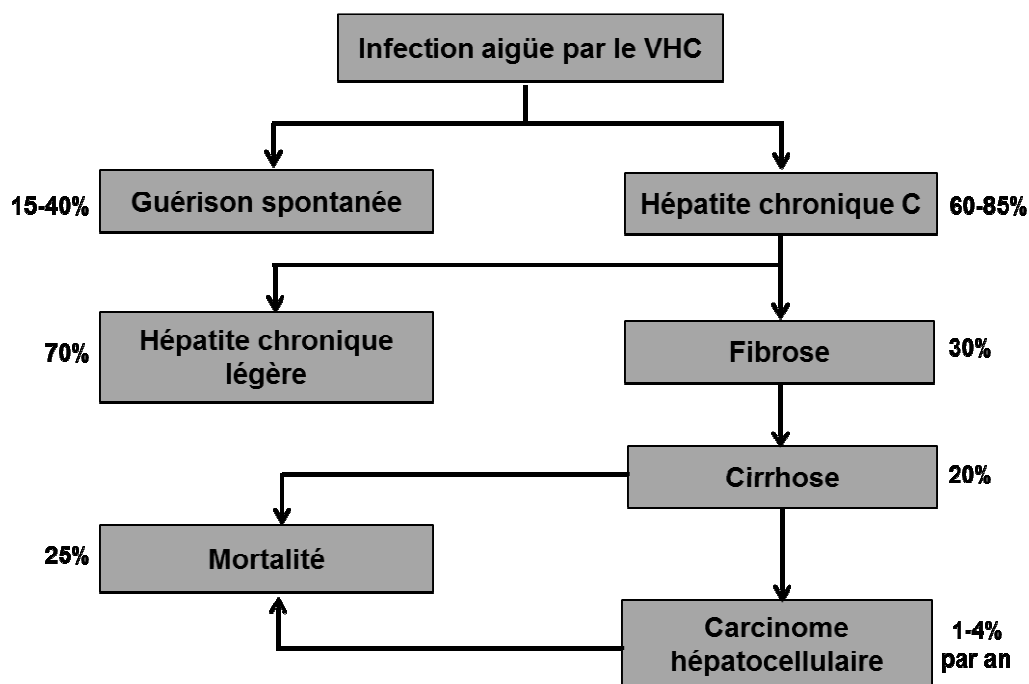 Infection aigüe par le VHC
15-40%
Guérison spontanée
Hépatite chronique C
60-85%
70%
Hépatite chronique
légère
Fibrose
30%
Cirrhose
20%
25%
Mortalité
Carcinome
hépatocellulaire
1-4%
par an